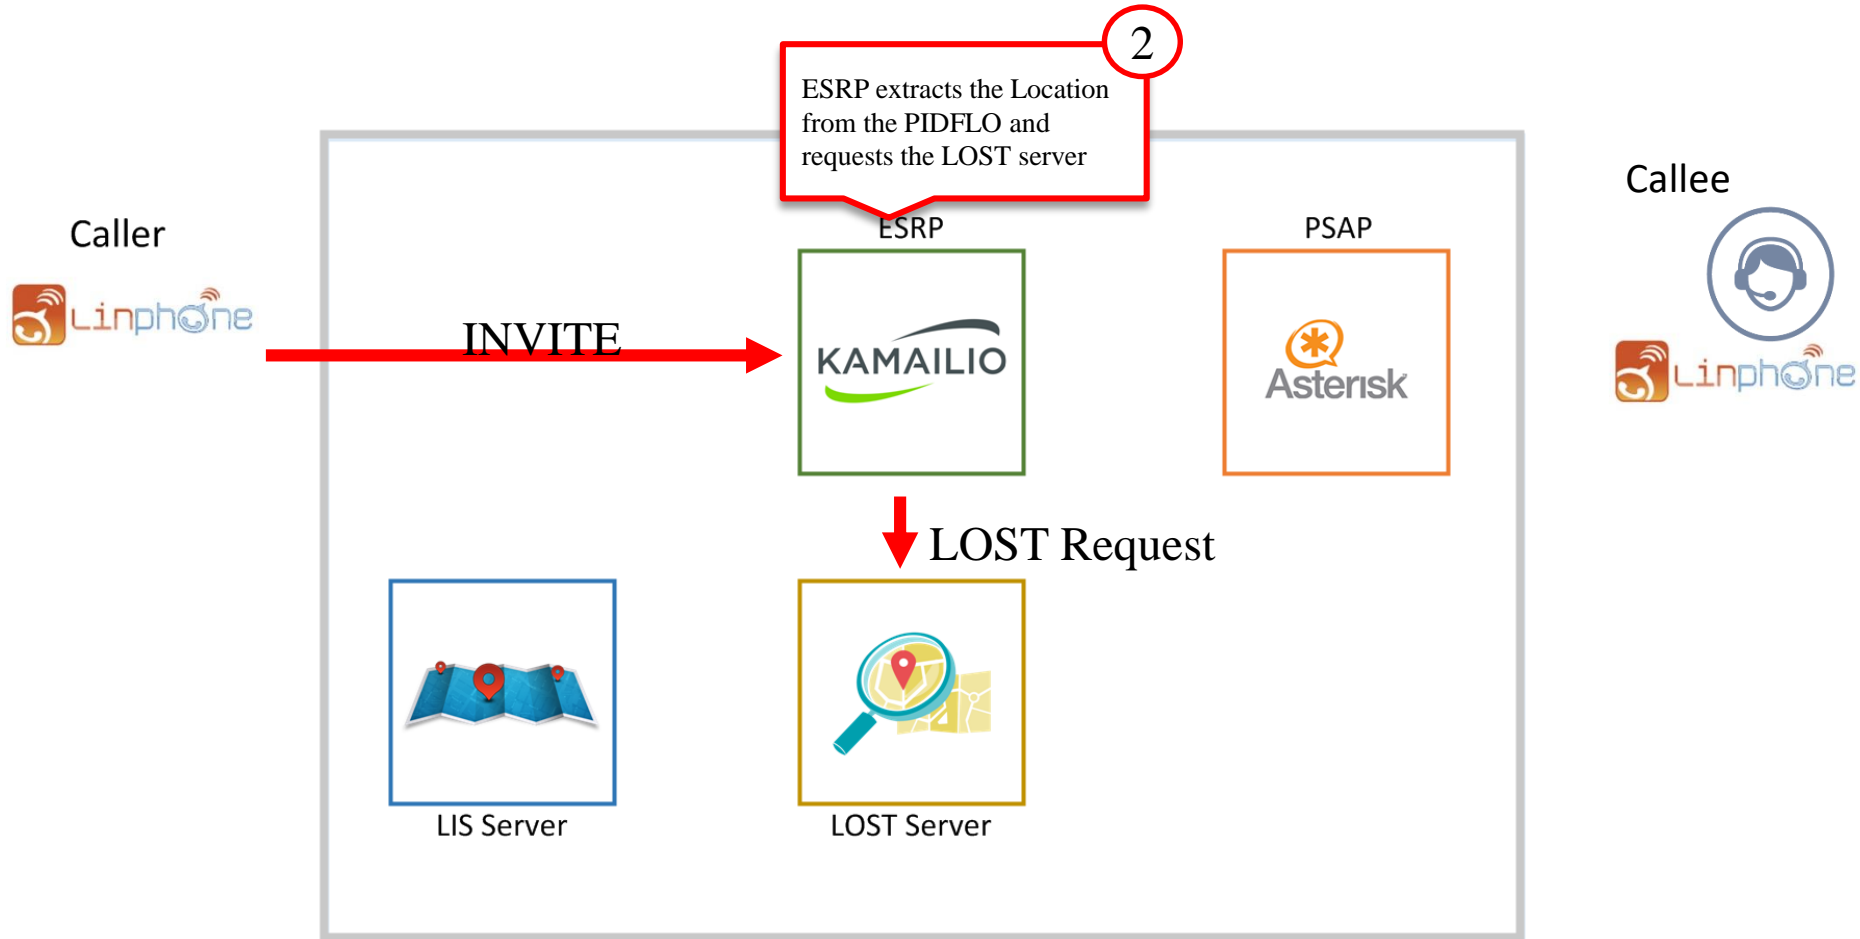 2
ESRP extracts the Location
from the PIDFLO and
requests the LOST server
Callee
Caller
ESRP
PSAP
Linphone
INVITE
KAMAILIO
Asterisk
Linphone
LOST Request
LIS Server
LOST Server